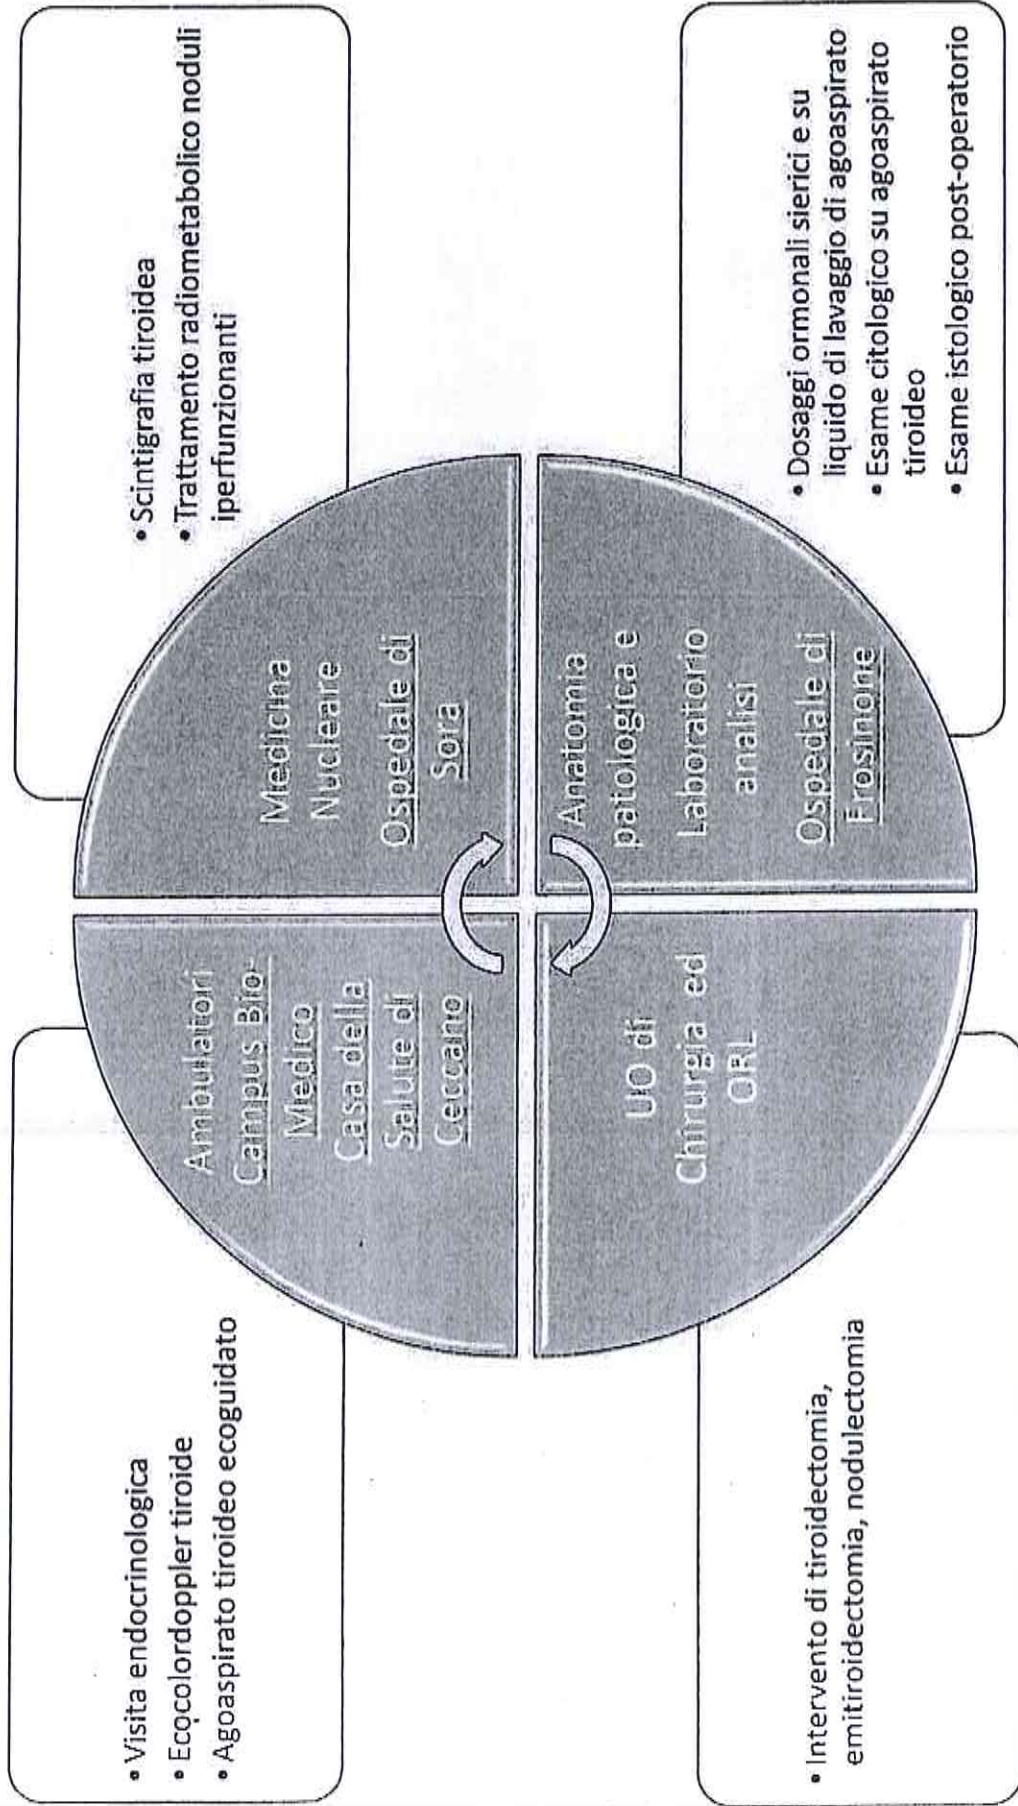 • Visita endocrinologica
• Ecocolordoppler tiroide
• Agoaspirato tiroideo ecoguidato
Ambulatori
Campus Bio-
Medico
Casa della
Salute di
Ceccano
Medicina
Nucleare
Ospedale di
Sora
• Scintigrafia tiroidea
• Trattamento radiometabolico noduli
iperfunzionanti
• Intervento di tiroidectomia,
emitiroidectomia, nodulectomia
UO di
Chirurgia ed
ORL
Anatomia
patologica e
Laboratorio
analisi
Ospedale di
Frosinone
• Dosaggi ormonali sierici e su
liquido di lavaggio di agoaspirato
• Esame citologico su agoaspirato
tiroideo
• Esame istologico post-operatorio